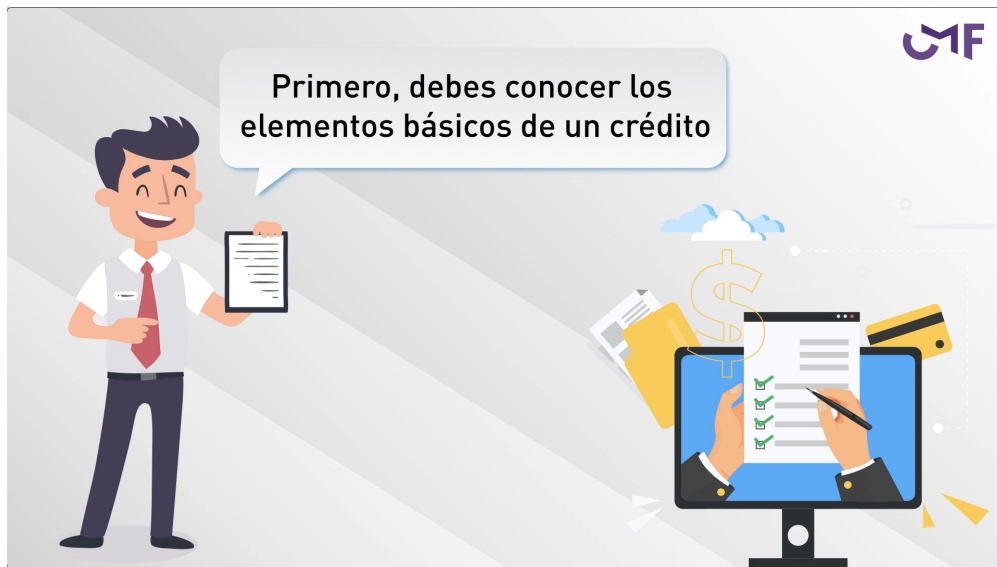 CMF
Primero, debes conocer los
elementos básicos de un crédito
$